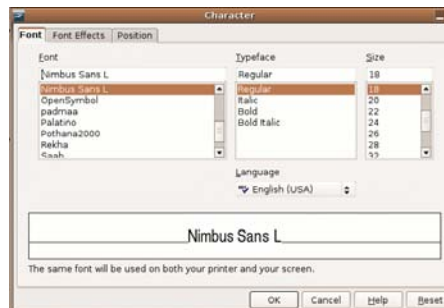 Character
Font Font Effects Position
Font Typeface Size
Nimbus Sans L Regular 18
Nimbus Sans L Regular 18
OpenSymbol Italic 20
padmaa Bold 22
Palatino Bold Italic 24
Pothana2000 26
Rekha 28
Saab 32
Language
English (USA)
Nimbus Sans L
The same font will be used on both your printer and your screen.
OK Cancel Help Reset